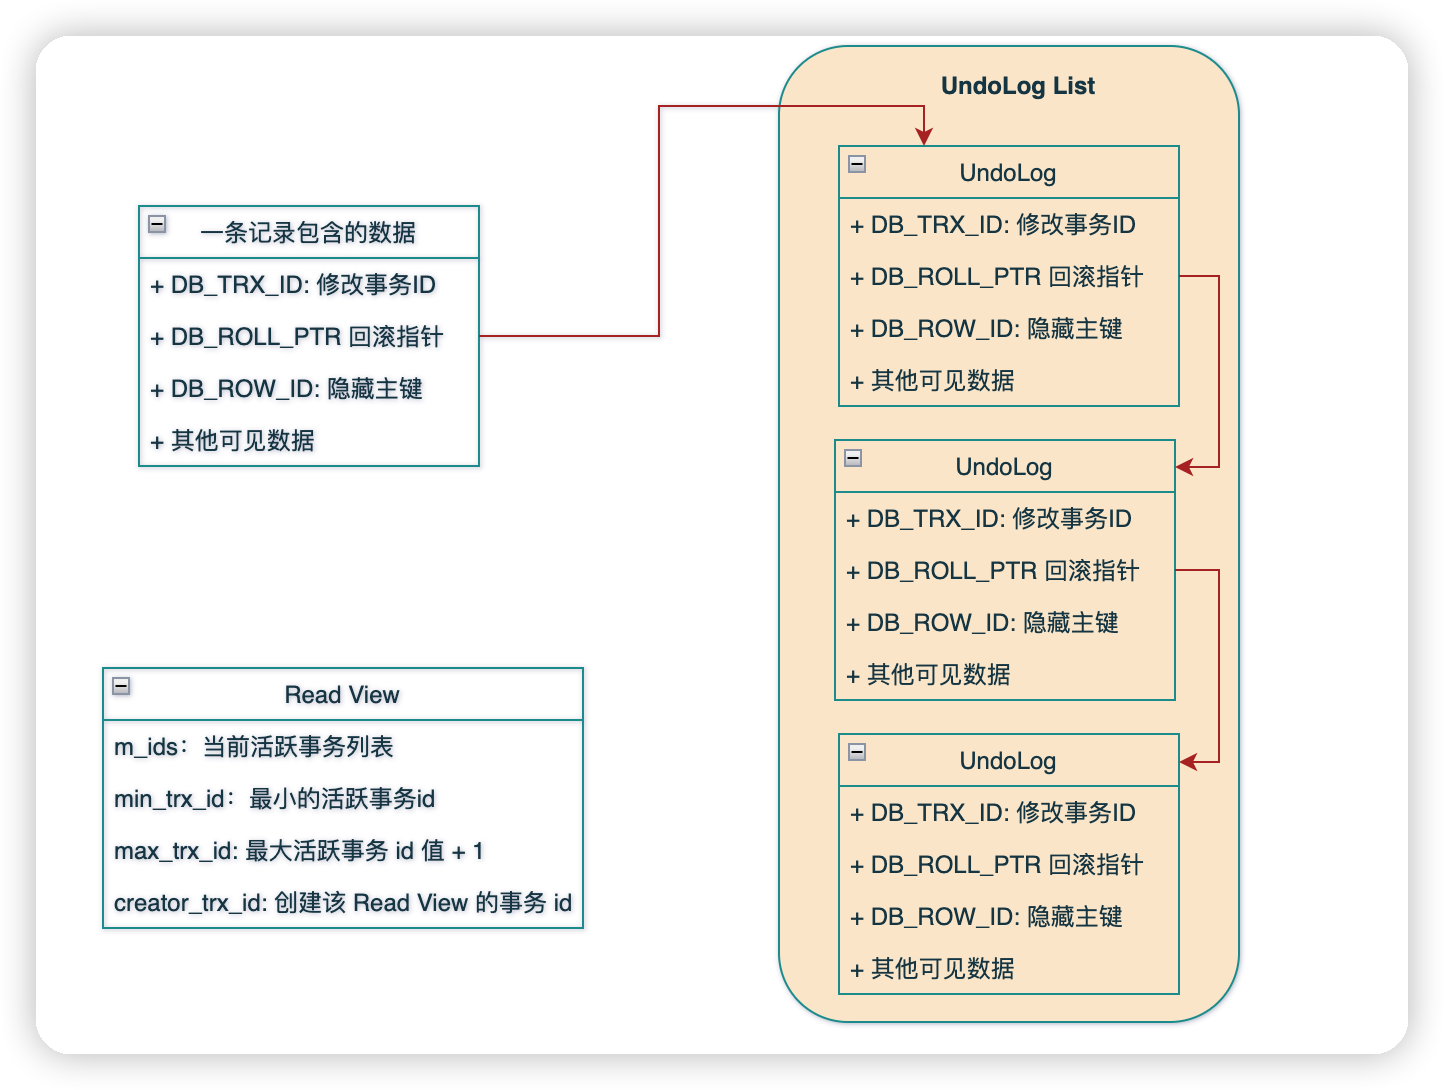 UndoLog List
一条记录包含的数据
+ DB_TRX_ID: 修改事务ID
+ DB_ROLL_PTR 回滚指针
+ DB_ROW_ID: 隐藏主键
+ 其他可见数据
UndoLog
+ DB_TRX_ID: 修改事务ID
+ DB_ROLL_PTR 回滚指针
+ DB_ROW_ID: 隐藏主键
+ 其他可见数据
UndoLog
+ DB_TRX_ID: 修改事务ID
+ DB_ROLL_PTR 回滚指针
+ DB_ROW_ID: 隐藏主键
+ 其他可见数据
UndoLog
+ DB_TRX_ID: 修改事务ID
+ DB_ROLL_PTR 回滚指针
+ DB_ROW_ID: 隐藏主键
+ 其他可见数据
Read View
m_ids：当前活跃事务列表
min_trx_id：最小的活跃事务id
max_trx_id: 最大活跃事务 id 值 + 1
creator_trx_id: 创建该 Read View 的事务 id